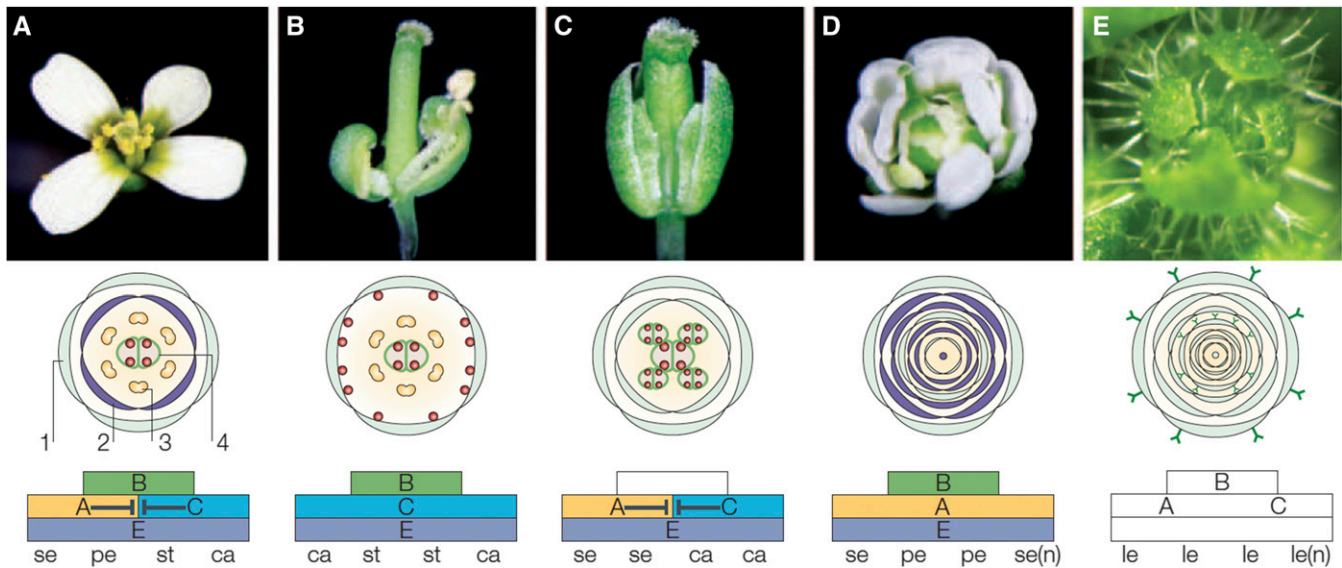 A B C D E
1 2 3 4
B B B
A C C A C A A C
E E E E
se pe st ca
ca st st ca
se se ca ca
se pe pe se(n)
le le le le(n)